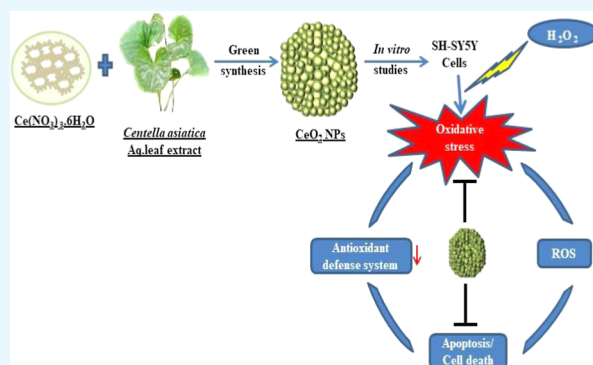 Ce(NO₃)₃.6H₂O
Centella asiatica
Aq.leaf extract
Green
synthesis
CeO₂ NPs
In vitro
studies
SH-SY5Y
Cells
H₂O₂
Oxidative
stress
Antioxidant
defense system
ROS
Apoptosis/
Cell death